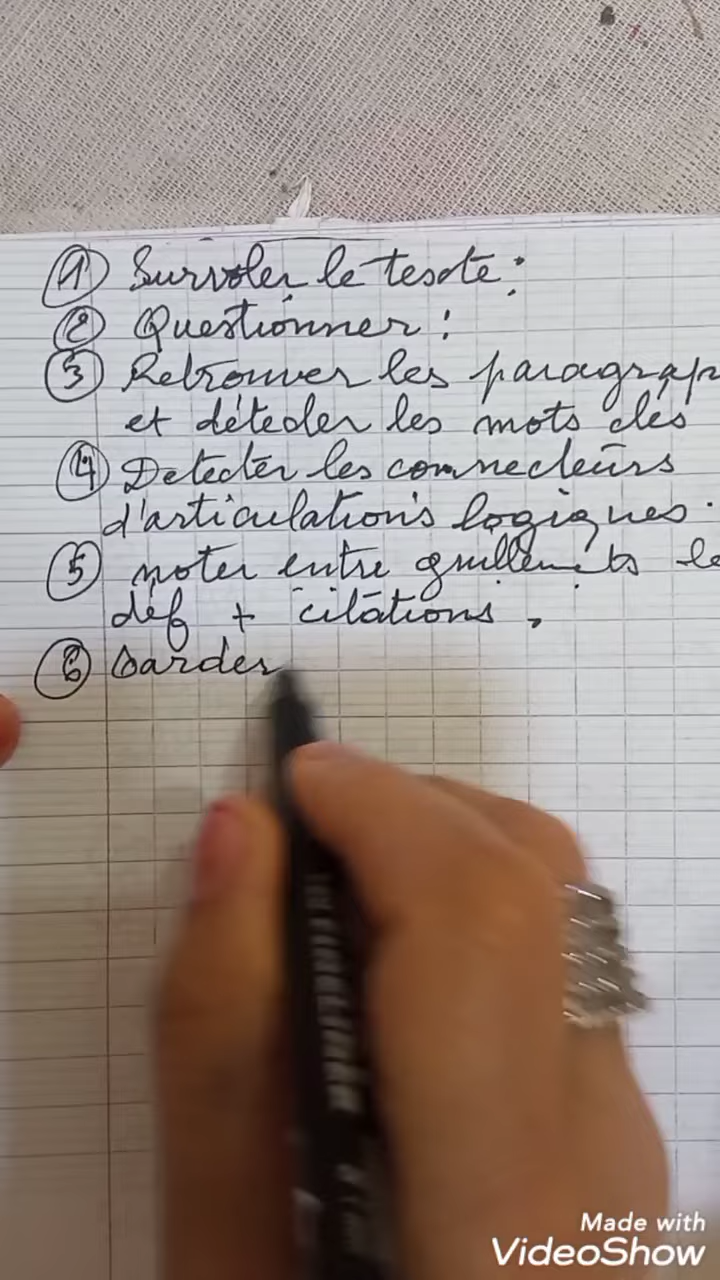 ① Survoler le texte :
② Questionner :
③ Retrouver les paragrap
et détecter les mots clés
④ Detecter les connecteurs
d'articulations logiques.
⑤ noter entre guillemets le
déf + citations,
⑥ Garder
FINELINER
Made with
VideoShow